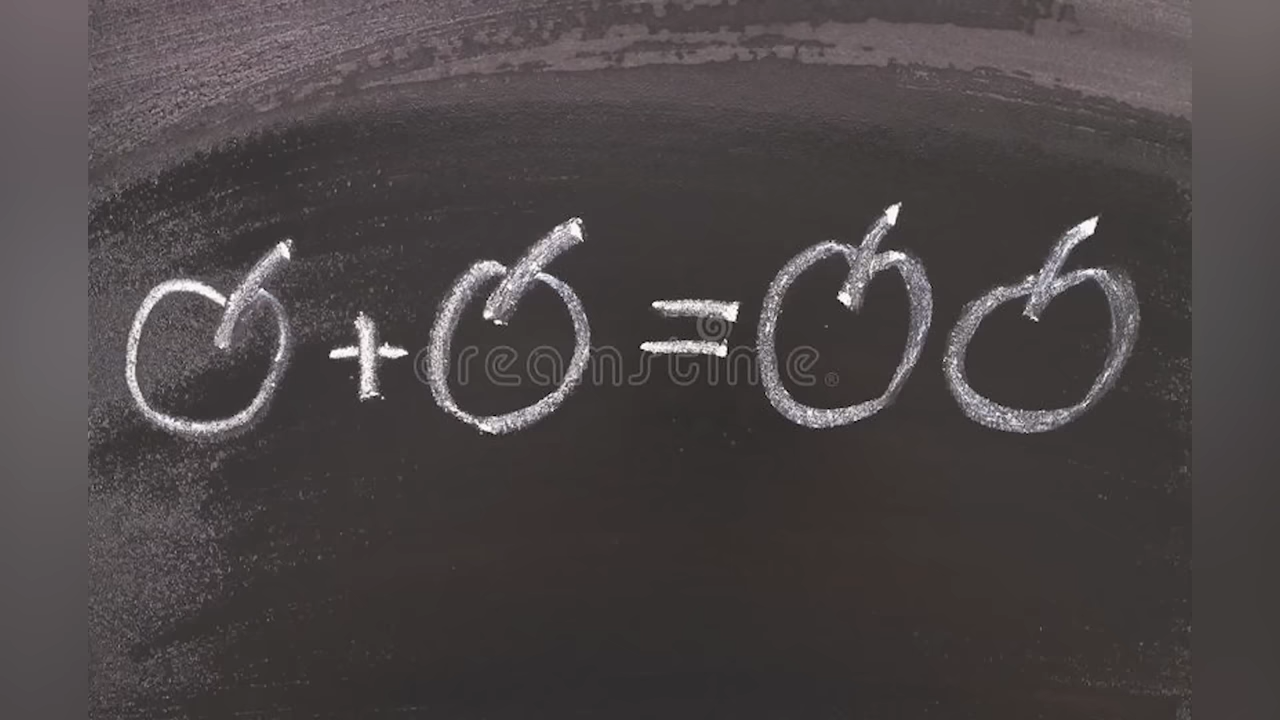 + =
dreamstime.